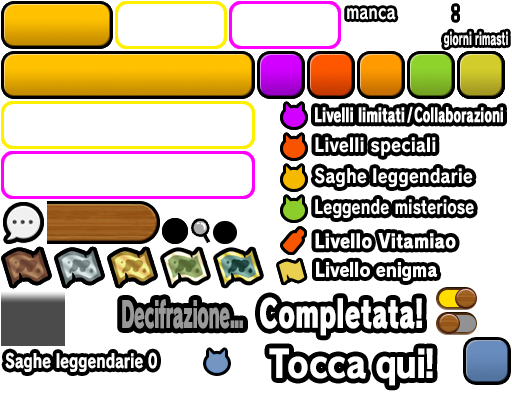 manca 8
giorni rimasti
Livelli limitati/Collaborazioni
Livelli speciali
Saghe leggendarie
Leggende misteriose
Livello Vitamiao
Livello enigma
Decifrazione... Completata!
Saghe leggendarie 0
Tocca qui!